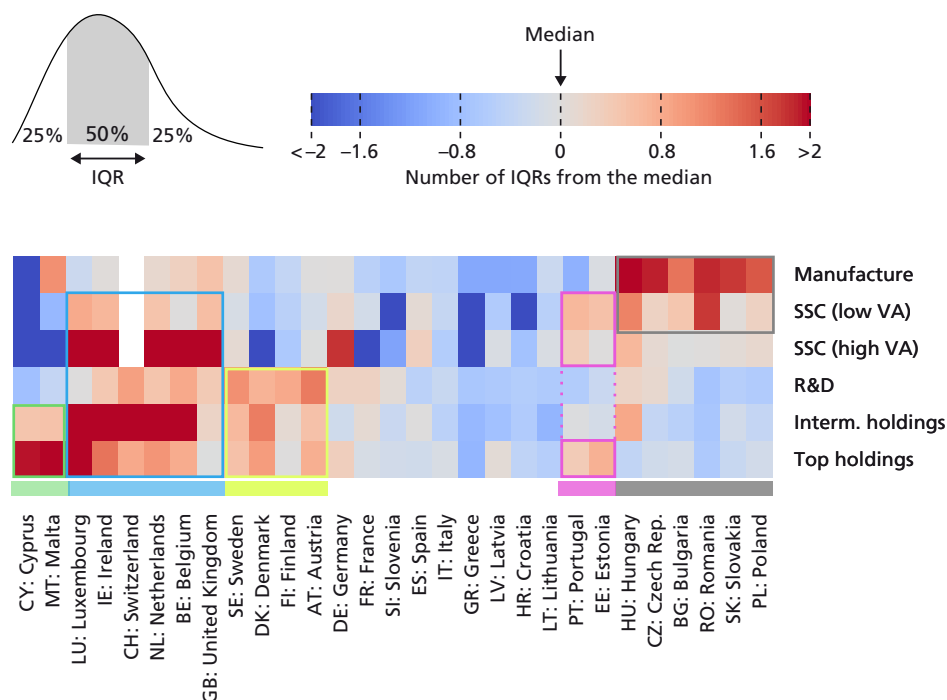 Median
25%
50%
25%
IQR
<−2
−1.6
−0.8
0
0.8
1.6
>2
Number of IQRs from the median
Manufacture
SSC (low VA)
SSC (high VA)
R&D
Interm. holdings
Top holdings
CY: Cyprus
MT: Malta
LU: Luxembourg
IE: Ireland
CH: Switzerland
NL: Netherlands
BE: Belgium
GB: United Kingdom
SE: Sweden
DK: Denmark
FI: Finland
AT: Austria
DE: Germany
FR: France
SI: Slovenia
ES: Spain
IT: Italy
GR: Greece
LV: Latvia
HR: Croatia
LT: Lithuania
PT: Portugal
EE: Estonia
HU: Hungary
CZ: Czech Rep.
BG: Bulgaria
RO: Romania
SK: Slovakia
PL: Poland